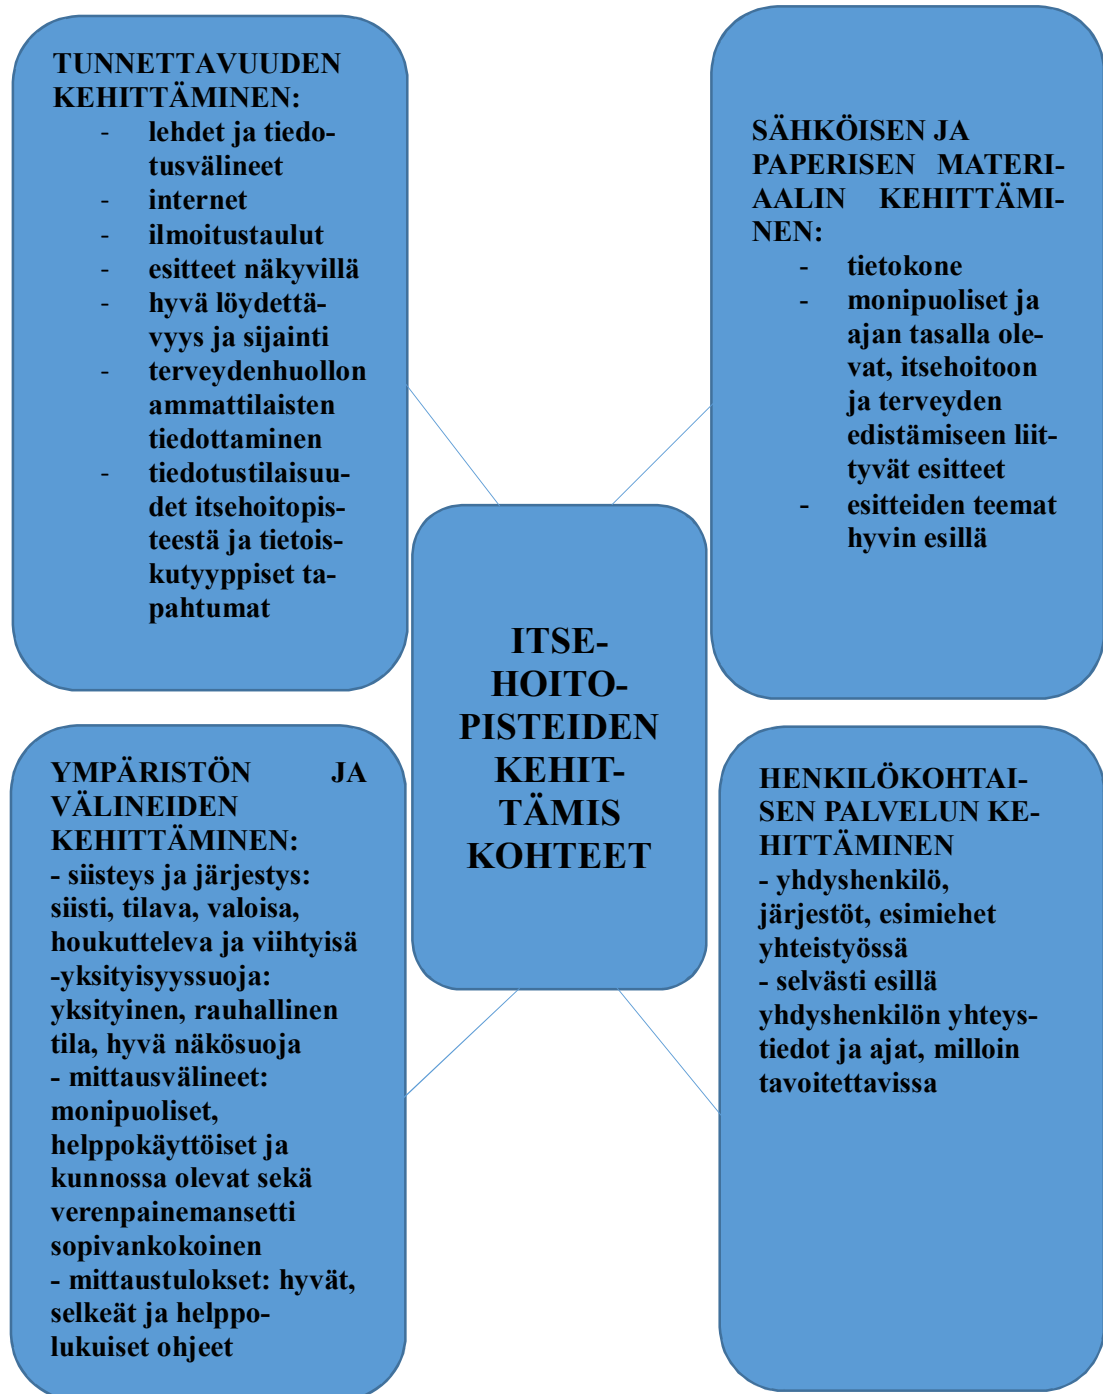 TUNNETTAVUUDEN
KEHITTÄMINEN:
- lehdet ja tiedo-
tusvälineet
- internet
- ilmoitustaulut
- esitteet näkyvillä
- hyvä löydettä-
vyys ja sijainti
- terveydenhuollon
ammattilaisten
tiedottaminen
- tiedotustilaisuu-
det itsehoitopis-
teestä ja tietois-
kutyyppiset ta-
pahtumat
SÄHKÖISEN JA
PAPERISEN MATERI-
AALIN KEHITTÄMI-
NEN:
- tietokone
- monipuoliset ja
ajan tasalla ole-
vat, itsehoitoon
ja terveyden
edistämiseen liit-
tyvät esitteet
- esitteiden teemat
hyvin esillä
ITSE-
HOITO-
PISTEIDEN
KEHIT-
TÄMIS
KOHTEET
YMPÄRISTÖN JA
VÄLINEIDEN
KEHITTÄMINEN:
- siisteys ja järjestys:
siisti, tilava, valoisa,
houkutteleva ja viihtyisä
-yksityisyyssuoja:
yksityinen, rauhallinen
tila, hyvä näkösuoja
- mittausvälineet:
monipuoliset,
helppokäyttöiset ja
kunnossa olevat sekä
verenpainemansetti
sopivankokoinen
- mittaustulokset: hyvät,
selkeät ja helppo-
lukuiset ohjeet
HENKILÖKOHTAI-
SEN PALVELUN KE-
HITTÄMINEN
- yhdyshenkilö,
järjestöt, esimiehet
yhteistyössä
- selvästi esillä
yhdyshenkilön yhteys-
tiedot ja ajat, milloin
tavoitettavissa